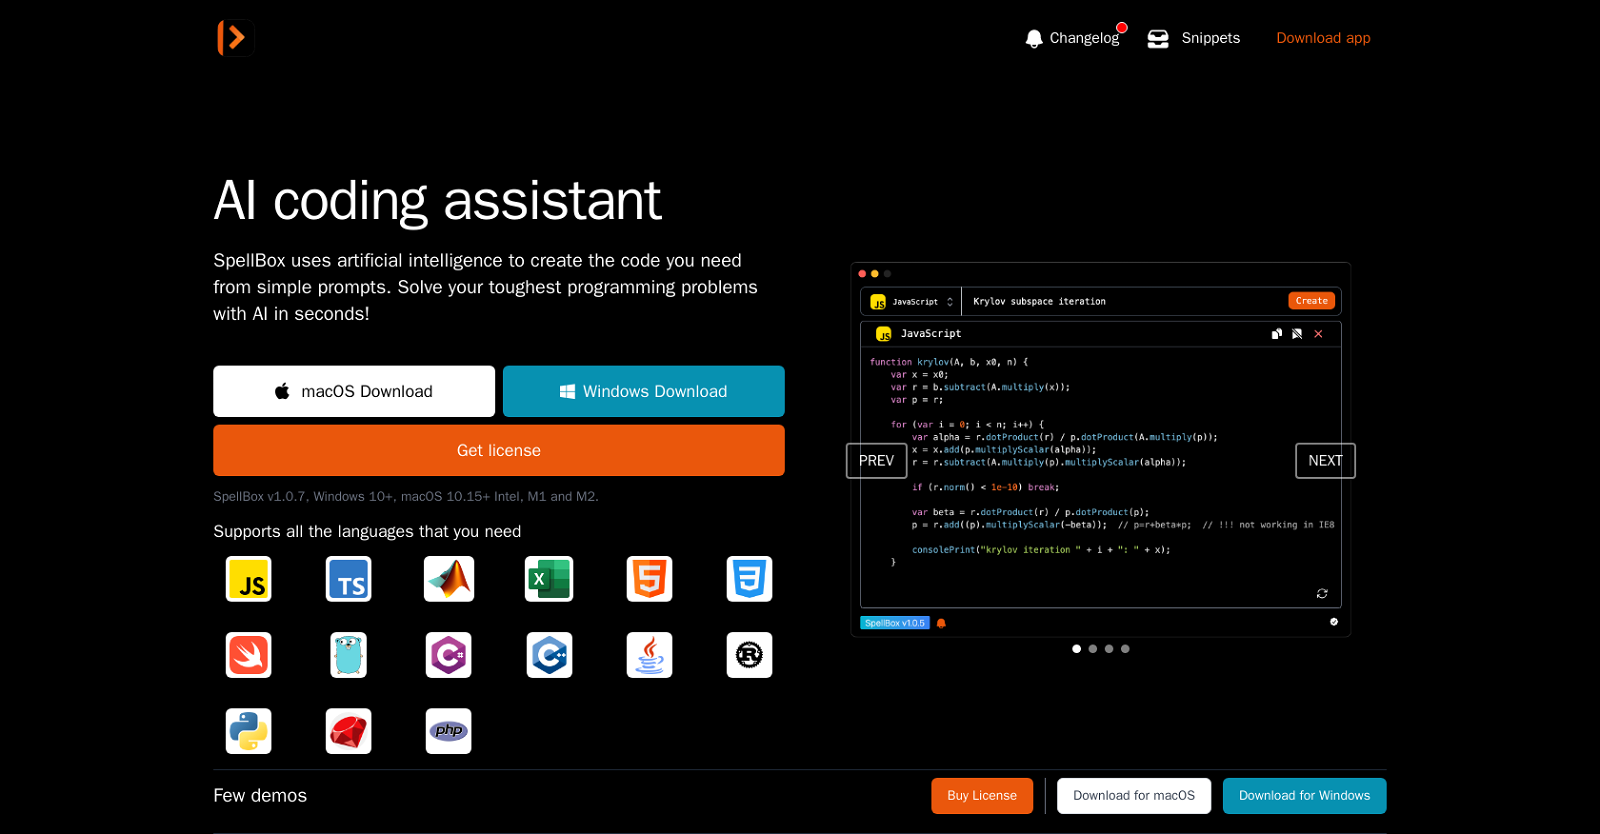 Changelog
Snippets
Download app
AI coding assistant
SpellBox uses artificial intelligence to create the code you need
from simple prompts. Solve your toughest programming problems
with AI in seconds!
macOS Download
Windows Download
Get license
SpellBox v1.0.7, Windows 10+, macOS 10.15+ Intel, M1 and M2.
Supports all the languages that you need
JS
TS
X
5
3
C#
C++
R
php
JS JavaScript
Krylov subspace iteration
Create
JS JavaScript
function krylov(A, b, x0, n) {
var x = x0;
var r = b.subtract(A.multiply(x));
var p = r;
for (var i = 0; i < n; i++) {
var alpha = r.dotProduct(r) / p.dotProduct(A.multiply(p));
x = x.add(p.multiplyScalar(alpha));
r = r.subtract(A.multiply(p).multiplyScalar(alpha));
if (r.norm() < 1e-10) break;
var beta = r.dotProduct(r) / p.dotProduct(p);
p = r.add((p).multiplyScalar(-beta)); // p=r+beta*p; // !!! not working in IE8
consolePrint("krylov iteration " + i + ": " + x);
}
PREV
NEXT
SpellBox v1.0.5
Few demos
Buy License
Download for macOS
Download for Windows